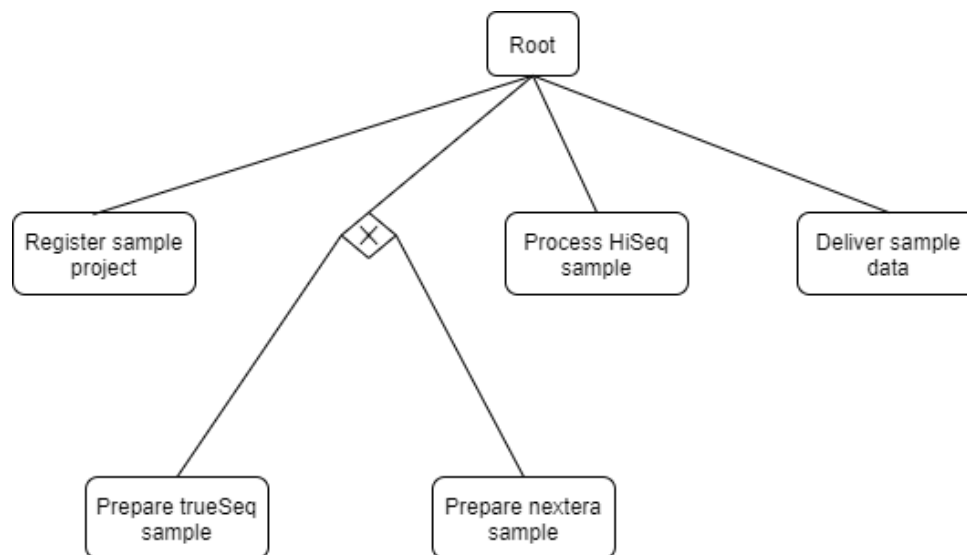 Root
Register sample
project
X
Process HiSeq
sample
Deliver sample
data
Prepare trueSeq
sample
Prepare nextera
sample